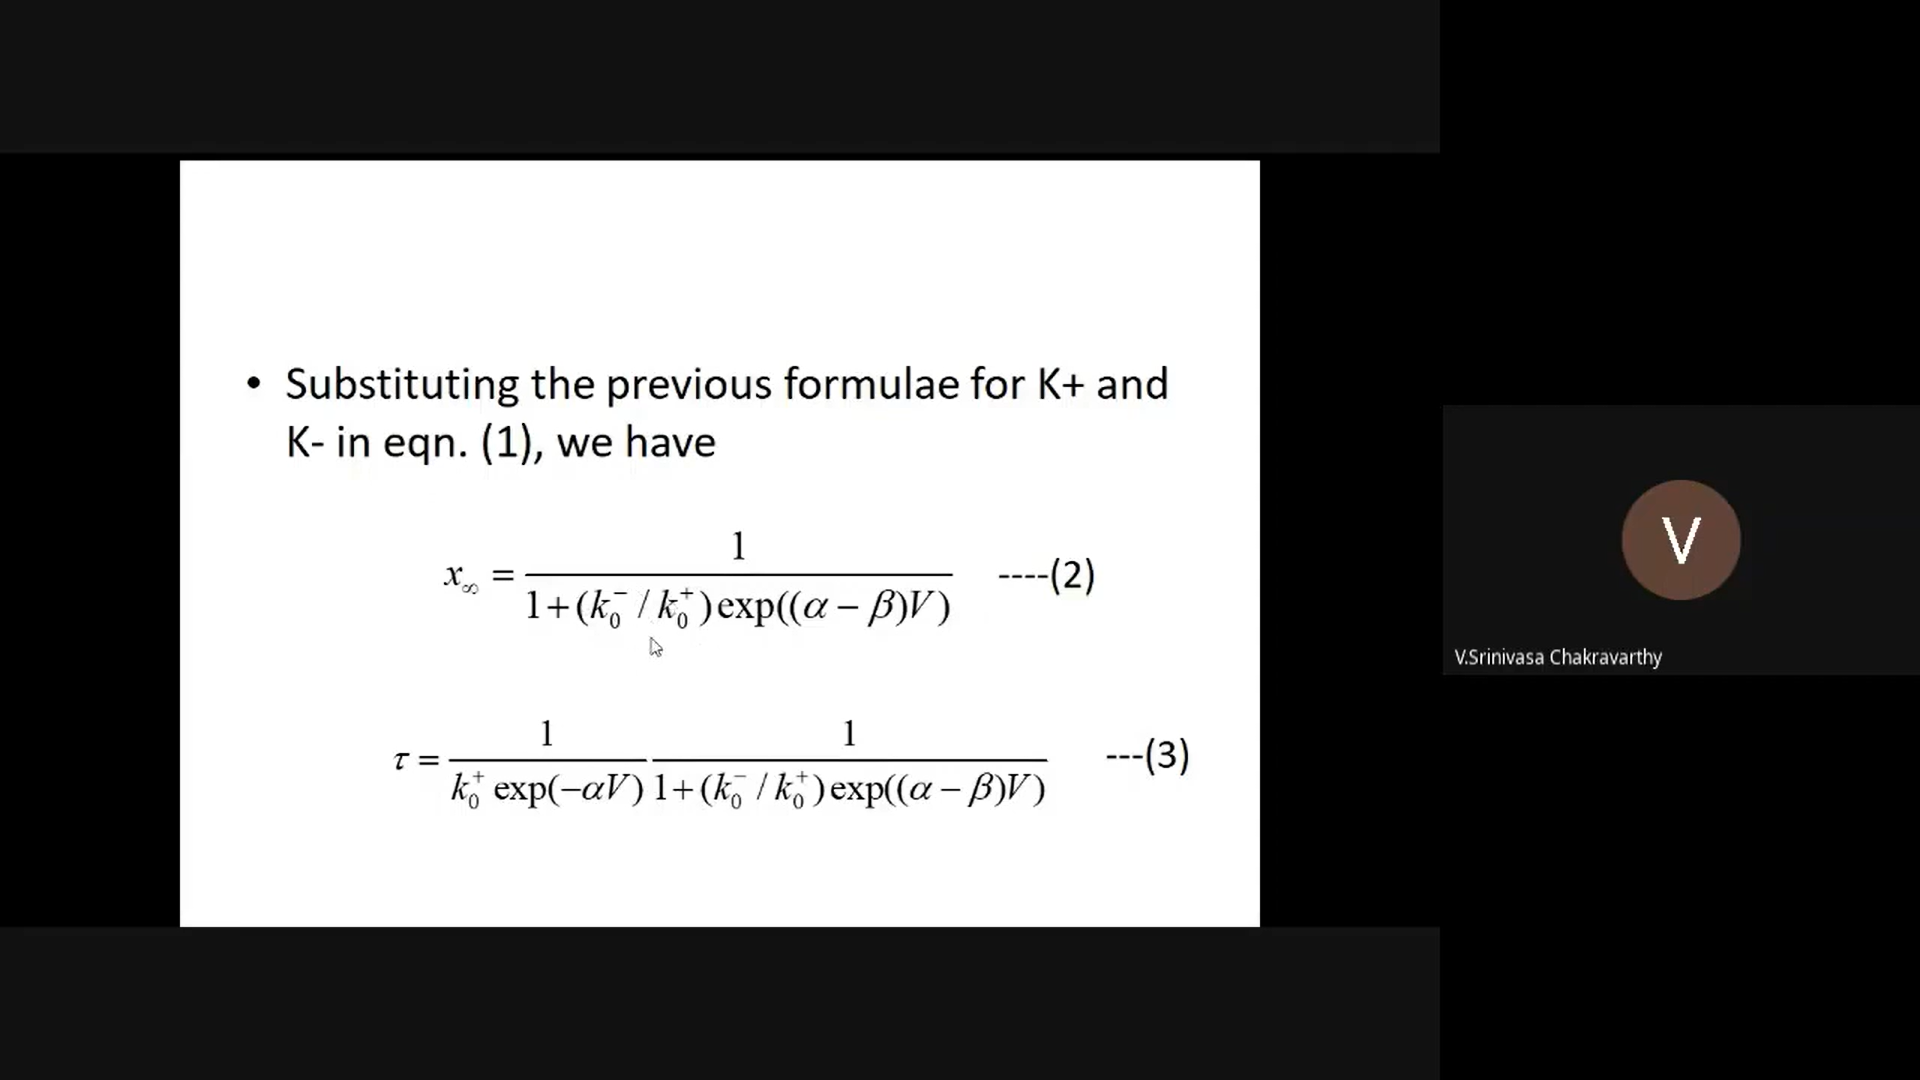 • Substituting the previous formulae for K+ and
K- in eqn. (1), we have
x∞ = 1 / (1+(k₀⁻ / k₀⁺)exp((α − β)V)) ----(2)
τ = 1 / (k₀⁺ exp(−αV)) 1 / (1+(k₀⁻ / k₀⁺)exp((α − β)V)) ---(3)
V
V.Srinivasa Chakravarthy